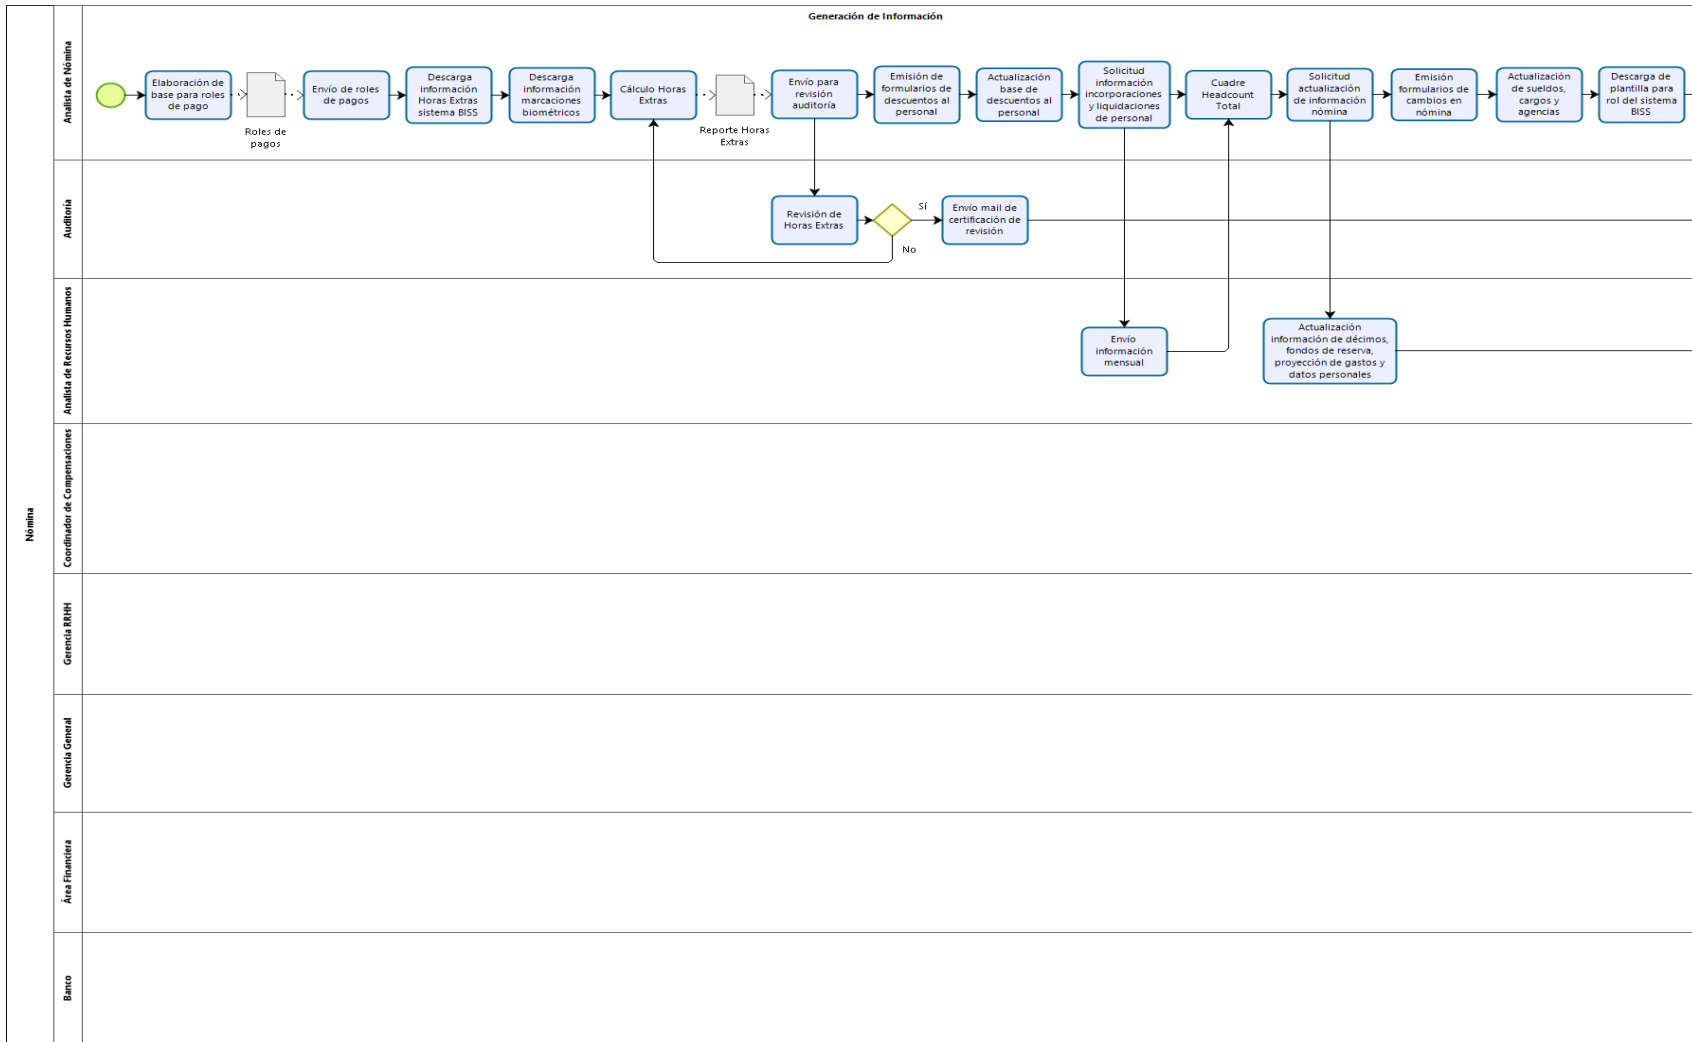 Generación de Información
Nómina
Analista de Nómina
Elaboración de
base para roles
de pago
Roles de
pagos
Envío de roles
de pagos
Descarga
información
Horas Extras
sistema BISS
Descarga
información
marcaciones
biométricos
Cálculo Horas
Extras
Reporte Horas
Extras
Envío para
revisión
auditoría
Emisión de
formularios de
descuentos al
personal
Actualización
base de
descuentos al
personal
Solicitud
información
incorporaciones
y liquidaciones
de personal
Cuadre
Headcount
Total
Solicitud
actualización
de información
nómina
Emisión
formularios de
cambios en
nómina
Actualización
de sueldos,
cargos y
agencias
Descarga de
plantilla para
rol del sistema
BISS
Auditoría
Revisión de
Horas Extras
Sí
No
Envío mail de
certificación de
revisión
Analista de Recursos Humanos
Envío
información
mensual
Actualización
información de décimos,
fondos de reserva,
proyección de gastos y
datos personales
Coordinador de Compensaciones
Gerencia RRHH
Gerencia General
Área Financiera
Banco